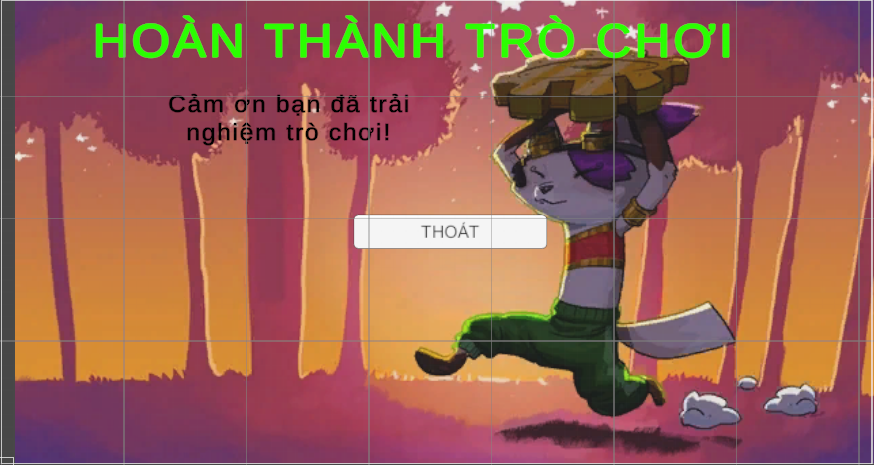 HOÀN THÀNH TRÒ CHƠI
Cảm ơn bạn đã trải
nghiệm trò chơi!
THOÁT